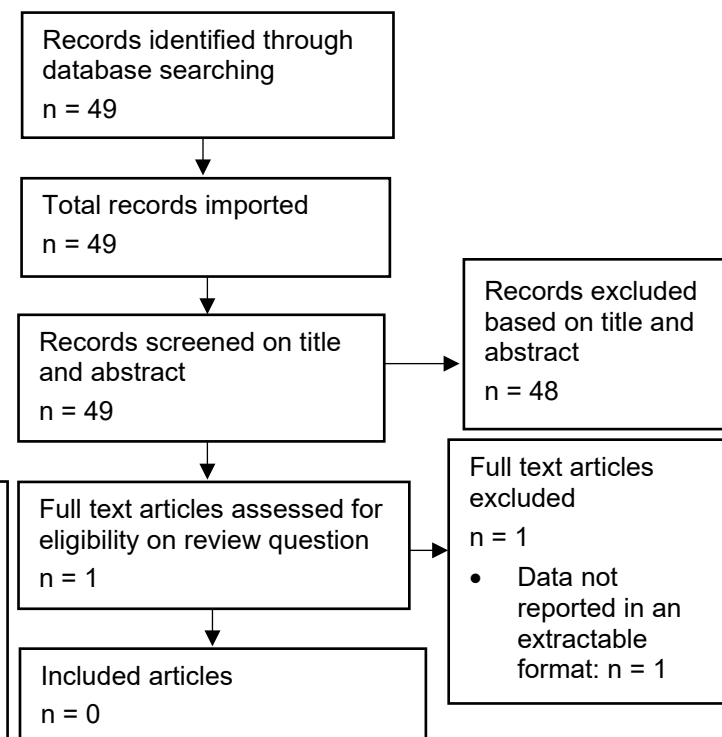 Records identified through
database searching
n = 49
Total records imported
n = 49
Records screened on title
and abstract
n = 49
Records excluded
based on title and
abstract
n = 48
Full text articles assessed for
eligibility on review question
n = 1
Full text articles
excluded
n = 1
• Data not
reported in an
extractable
format: n = 1
Included articles
n = 0